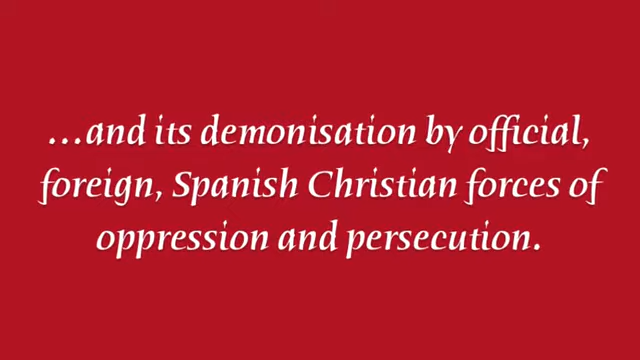 ...and its demonisation by official,
foreign, Spanish Christian forces of
oppression and persecution.